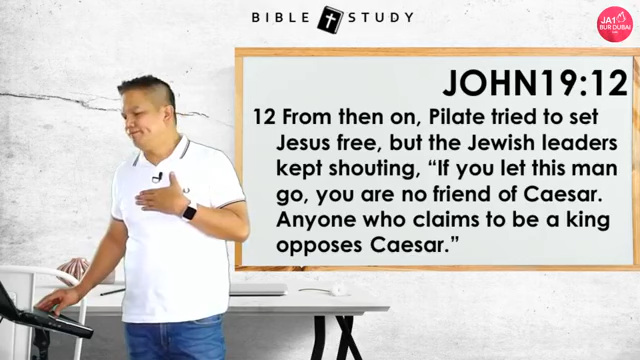 BIBLE STUDY
JA1
BUR DUBAI
JOHN19:12
12 From then on, Pilate tried to set
Jesus free, but the Jewish leaders
kept shouting, “If you let this man
go, you are no friend of Caesar.
Anyone who claims to be a king
opposes Caesar.”